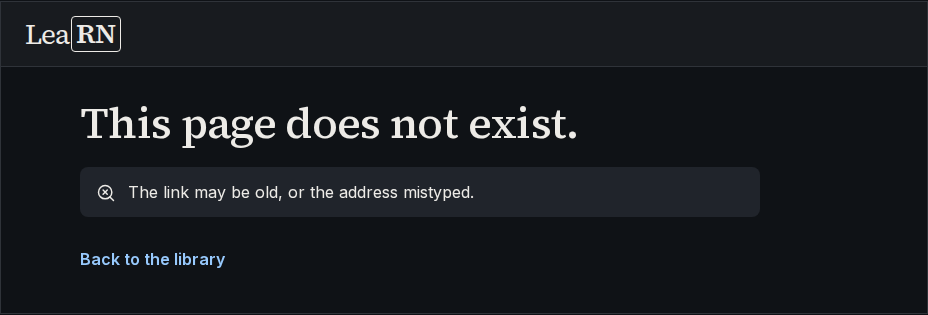 LeaRN
This page does not exist.
The link may be old, or the address mistyped.
Back to the library